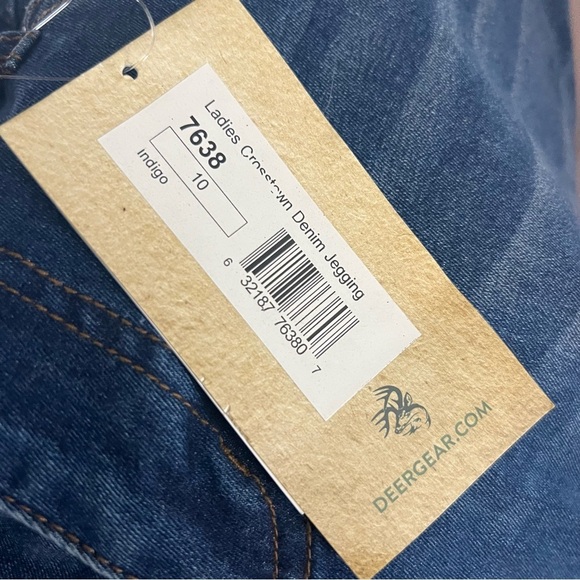 Ladies Crosstown Denim Jegging
7638
10
Indigo
6 32187 76380 7
DEERGEAR.COM